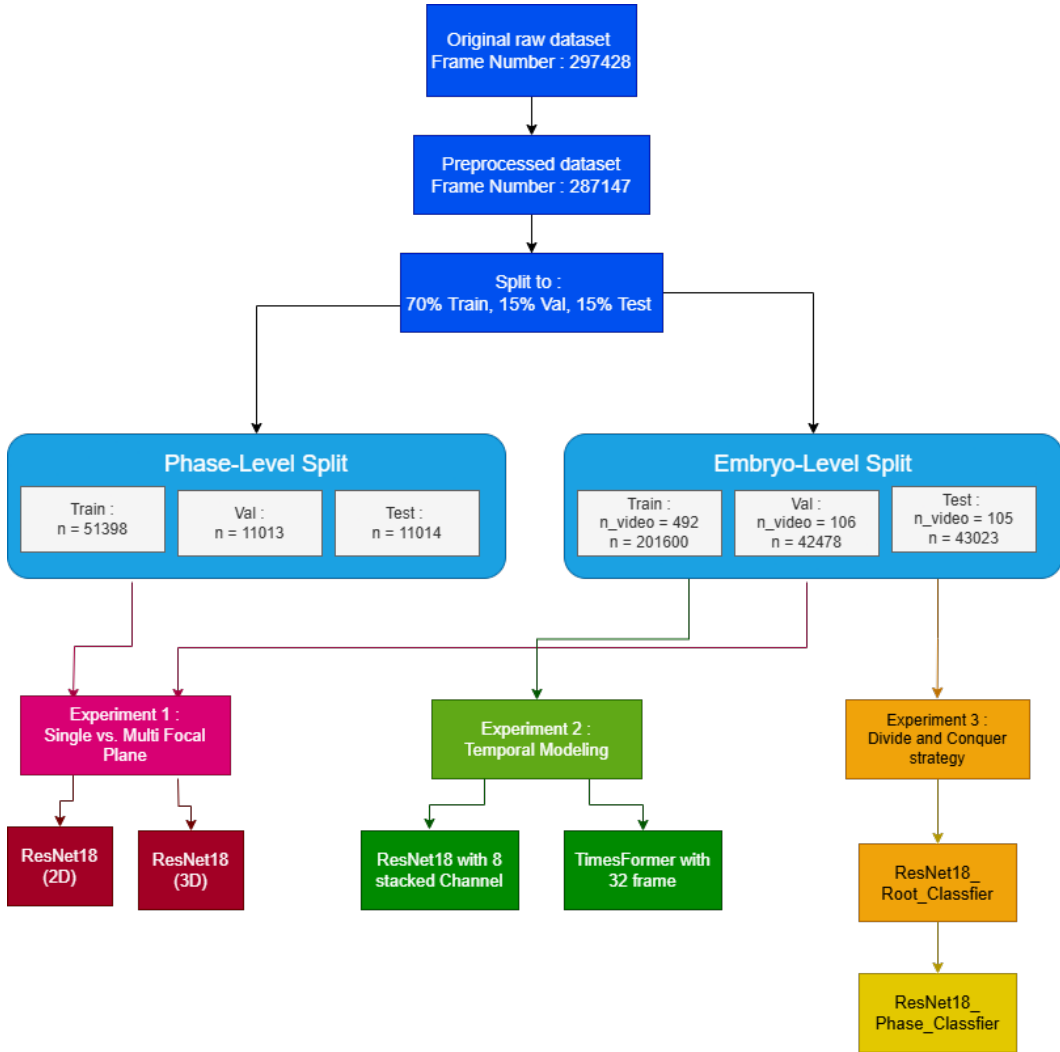 Original raw dataset
Frame Number : 297428
Preprocessed dataset
Frame Number : 287147
Split to :
70% Train, 15% Val, 15% Test
Phase-Level Split
Train :
n = 51398
Val :
n = 11013
Test :
n = 11014
Embryo-Level Split
Train :
n_video = 492
n = 201600
Val :
n_video = 106
n = 42478
Test :
n_video = 105
n = 43023
Experiment 1 :
Single vs. Multi Focal
Plane
Experiment 2 :
Temporal Modeling
Experiment 3 :
Divide and Conquer
strategy
ResNet18
(2D)
ResNet18
(3D)
ResNet18 with 8
stacked Channel
TimesFormer with
32 frame
ResNet18_
Root_Classfier
ResNet18_
Phase_Classfier